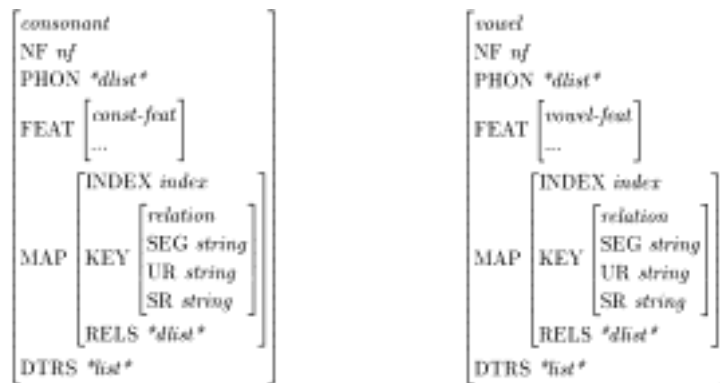 consonant
NF nf
PHON *dlist*
FEAT
const-feat
...
MAP
INDEX index
KEY
relation
SEG string
UR string
SR string
RELS *dlist*
DTRS *list*
vowel
NF nf
PHON *dlist*
FEAT
vowel-feat
...
MAP
INDEX index
KEY
relation
SEG string
UR string
SR string
RELS *dlist*
DTRS *list*